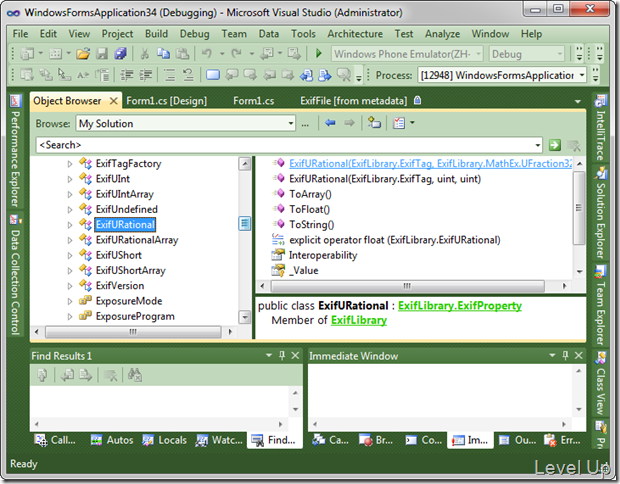 WindowsFormsApplication34 (Debugging) - Microsoft Visual Studio (Administrator)
File Edit View Project Build Debug Team Data Tools Architecture Test Analyze Window Help
Windows Phone Emulator(ZH- Debug
Process: [12948] WindowsFormsApplication
Object Browser Form1.cs [Design] Form1.cs ExifFile [from metadata]
Browse: My Solution ...
<Search>
ExifTagFactory
ExifUInt
ExifUIntArray
ExifUndefined
ExifURational
ExifURationalArray
ExifUShort
ExifUShortArray
ExifVersion
ExposureMode
ExposureProgram
ExifURational(ExifLibrary.ExifTag, ExifLibrary.MathEx.UFraction32
ExifURational(ExifLibrary.ExifTag, uint, uint)
ToArray()
ToFloat()
ToString()
explicit operator float (ExifLibrary.ExifURational)
Interoperability
_Value
public class ExifURational : ExifLibrary.ExifProperty
Member of ExifLibrary
Performance Explorer
Data Collection Control
IntelliTrace
Solution Explorer
Team Explorer
Class View
Pr
Find Results 1
Immediate Window
Call... Autos Locals Watc... Find...
Ca... Br... Co... Im... Ou... Err...
Ready
Level Up